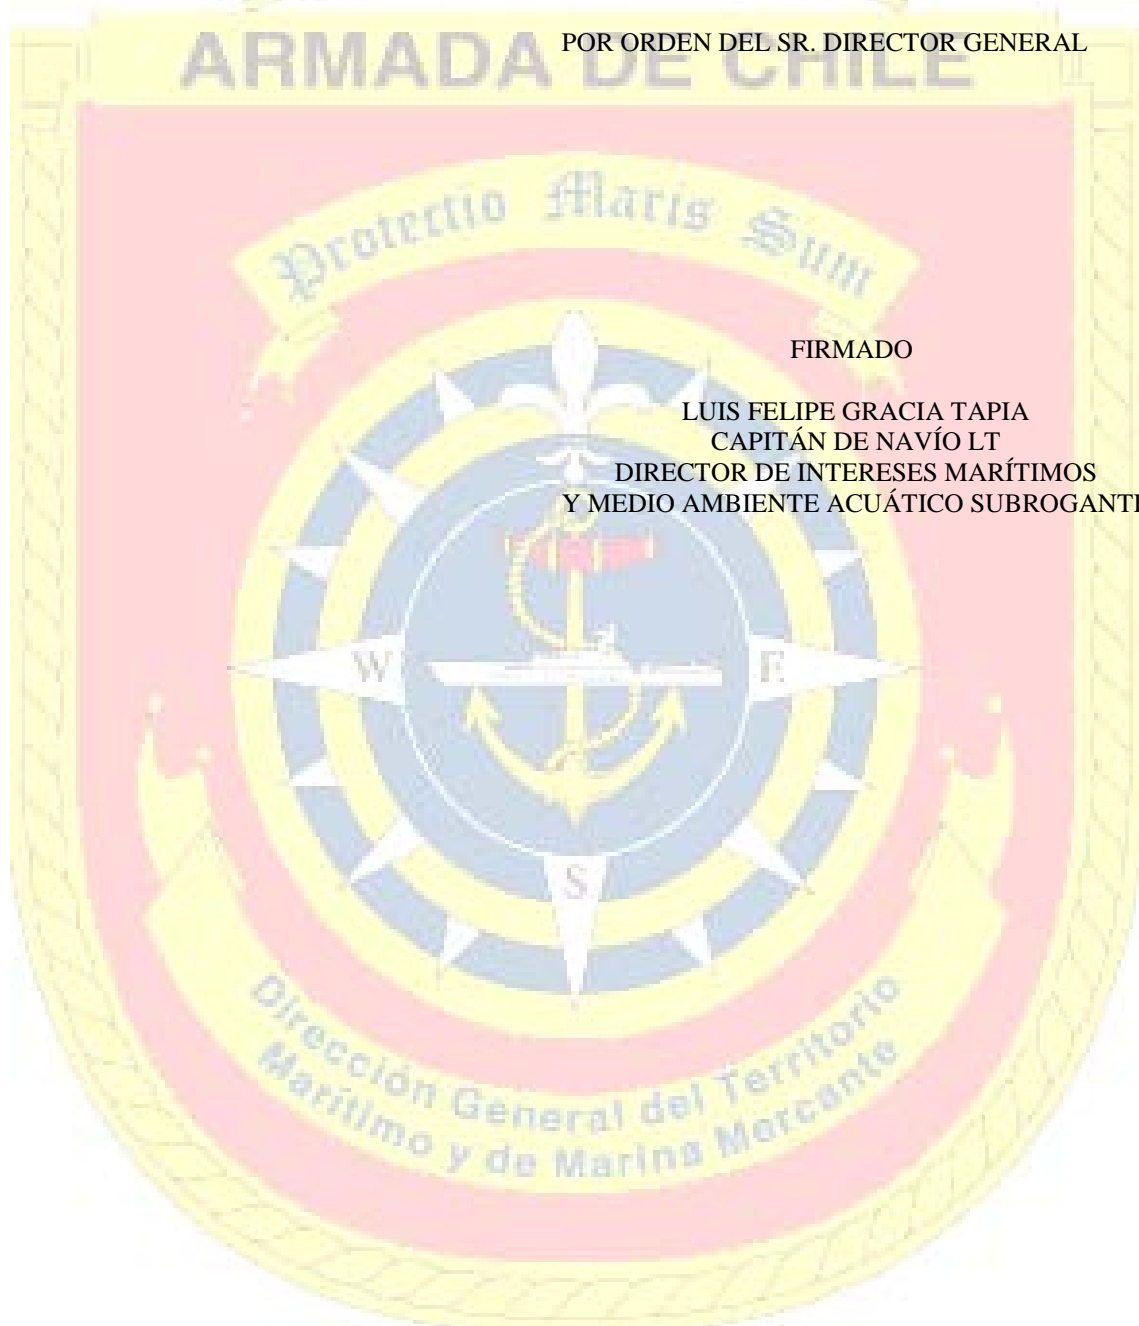 ARMADA DE CHILE
POR ORDEN DEL SR. DIRECTOR GENERAL
Protectio Maris Sum
FIRMADO
LUIS FELIPE GRACIA TAPIA
CAPITÁN DE NAVÍO LT
DIRECTOR DE INTERESES MARÍTIMOS
Y MEDIO AMBIENTE ACUÁTICO SUBROGANTE
W
E
S
Dirección General del Territorio
Marítimo y de Marina Mercante